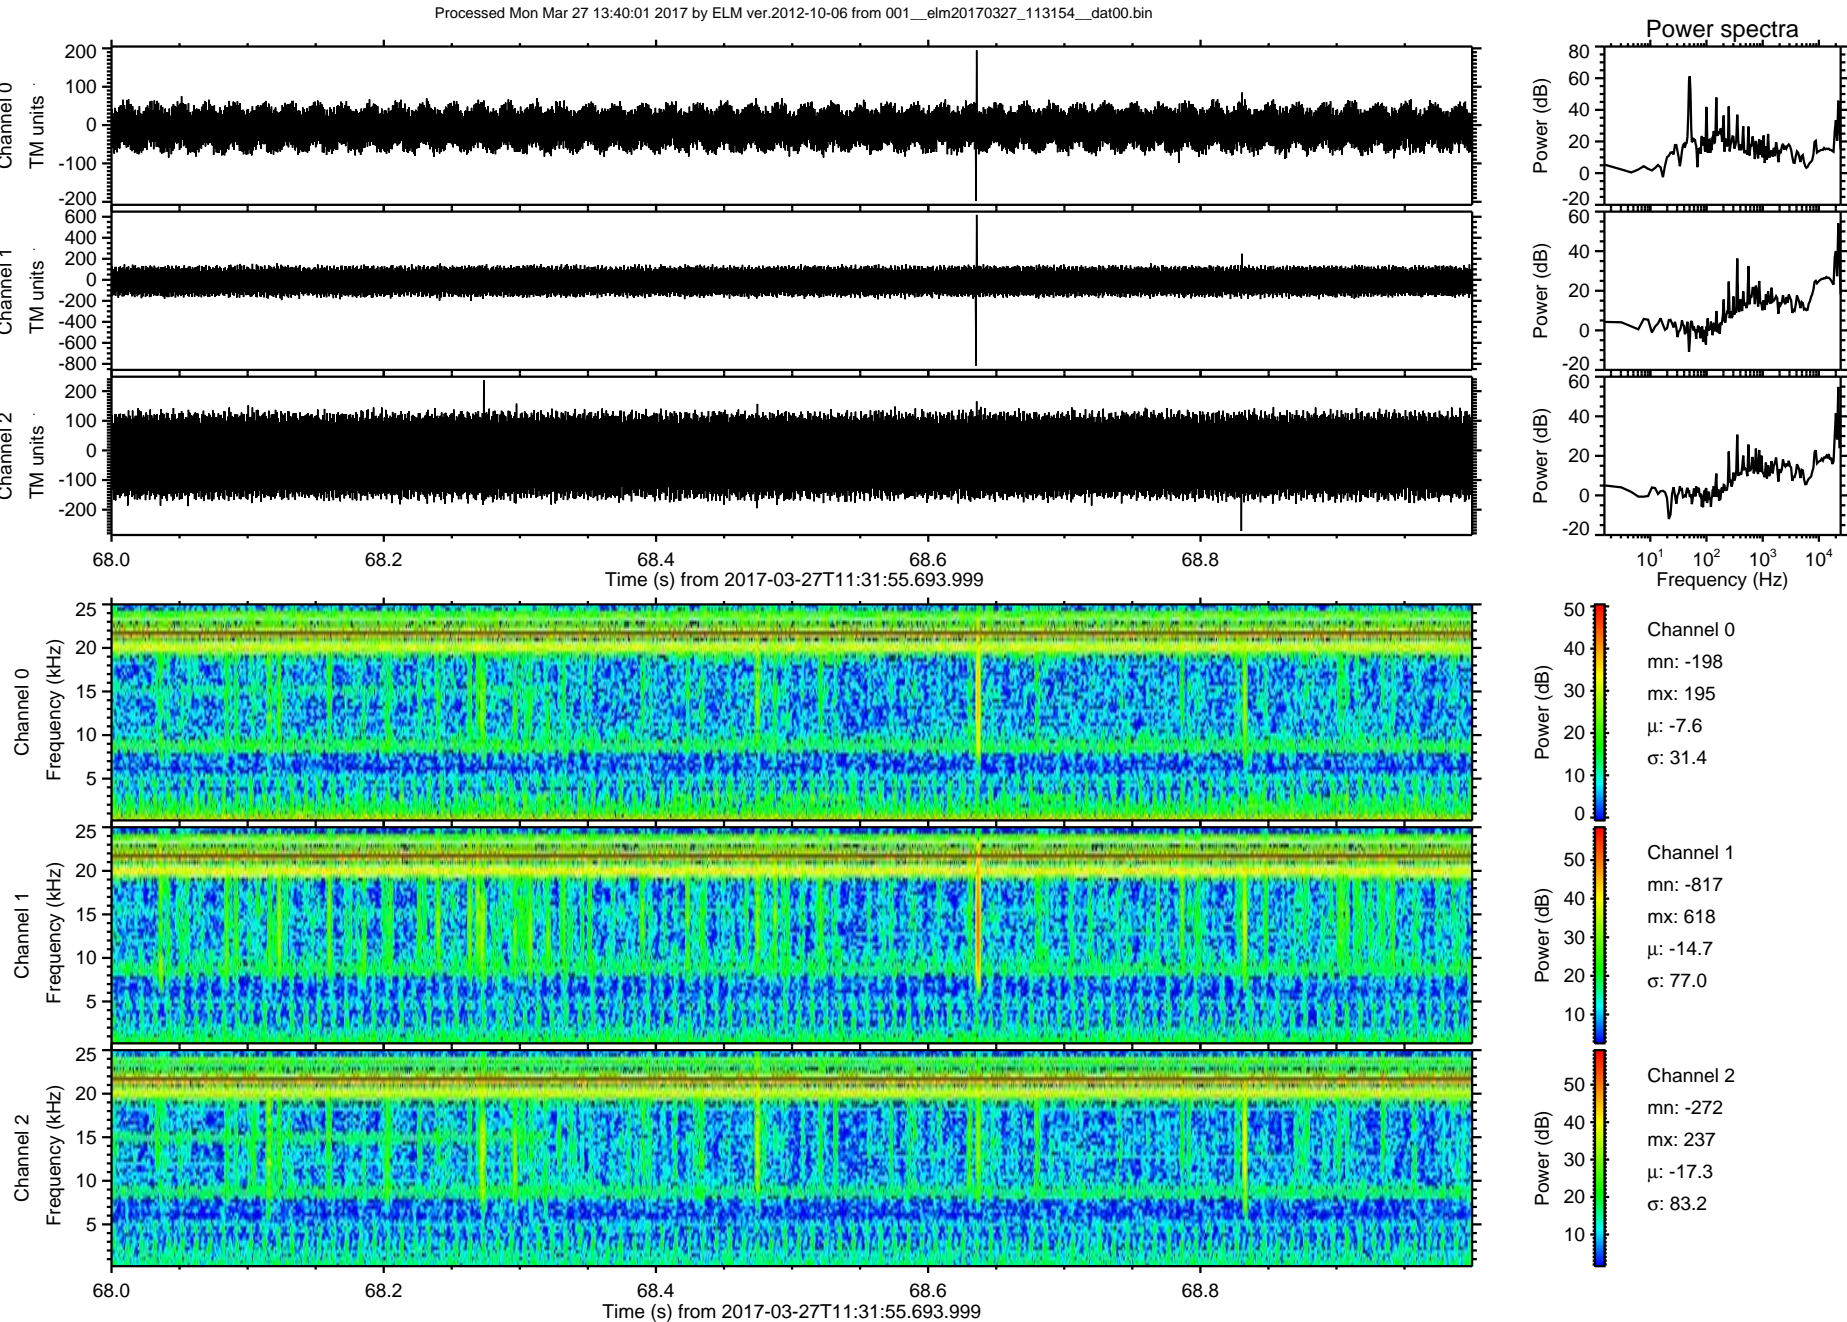 Processed Mon Mar 27 13:40:01 2017 by ELM ver.2012-10-06 from 001__elm20170327_113154__dat00.bin
Power spectra
Channel 0
TM units
200
100
0
-100
-200
Power (dB)
80
60
40
20
0
-20
Channel 1
TM units
600
400
200
0
-200
-400
-600
-800
Power (dB)
60
40
20
0
-20
Channel 2
TM units
200
100
0
-100
-200
Power (dB)
60
40
20
0
-20
68.0 68.2 68.4 68.6 68.8
Time (s) from 2017-03-27T11:31:55.693.999
10^1 10^2 10^3 10^4
Frequency (Hz)
Channel 0
Frequency (kHz)
25
20
15
10
5
Power (dB)
50
40
30
20
10
0
Channel 0
mn: -198
mx: 195
µ: -7.6
σ: 31.4
Channel 1
Frequency (kHz)
25
20
15
10
5
Power (dB)
50
40
30
20
10
Channel 1
mn: -817
mx: 618
µ: -14.7
σ: 77.0
Channel 2
Frequency (kHz)
25
20
15
10
5
Power (dB)
50
40
30
20
10
Channel 2
mn: -272
mx: 237
µ: -17.3
σ: 83.2
68.0 68.2 68.4 68.6 68.8
Time (s) from 2017-03-27T11:31:55.693.999